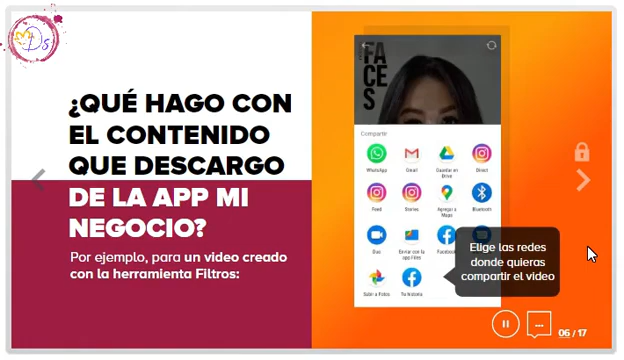 Ds
¿QUÉ HAGO CON
EL CONTENIDO
QUE DESCARGO
DE LA APP MI
NEGOCIO?
Por ejemplo, para un video creado
con la herramienta Filtros:
FACES
Compartir
WhatsApp
Gmail
Guardar en
Drive
Direct
Feed
Stories
Agregar a
Maps
Bluetooth
Duo
Enviar con la
app Files
Facebook
Subir a Fotos
Tu historia
Elige las redes
donde quieras
compartir el video
06 / 17